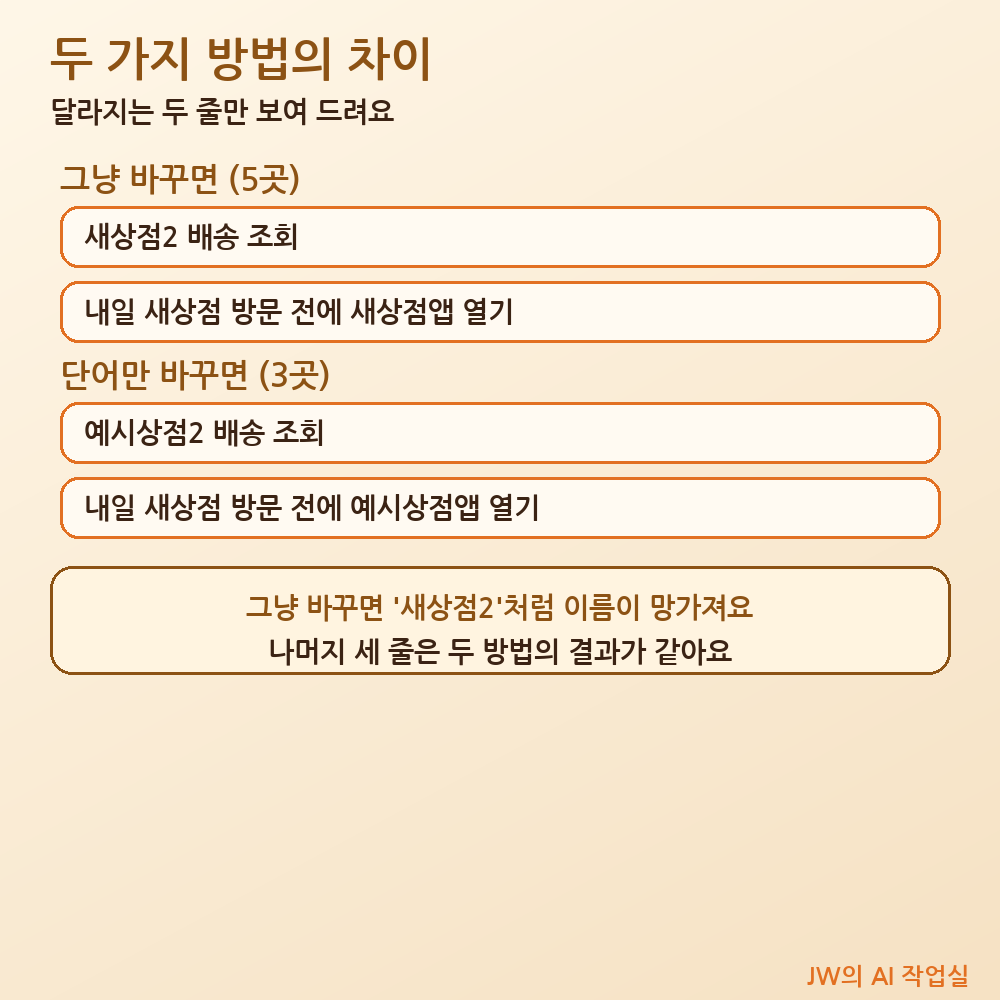 두 가지 방법의 차이
달라지는 두 줄만 보여 드려요
그냥 바꾸면 (5곳)
새상점2 배송 조회
내일 새상점 방문 전에 새상점앱 열기
단어만 바꾸면 (3곳)
예시상점2 배송 조회
내일 새상점 방문 전에 예시상점앱 열기
그냥 바꾸면 '새상점2'처럼 이름이 망가져요
나머지 세 줄은 두 방법의 결과가 같아요
JW의 AI 작업실